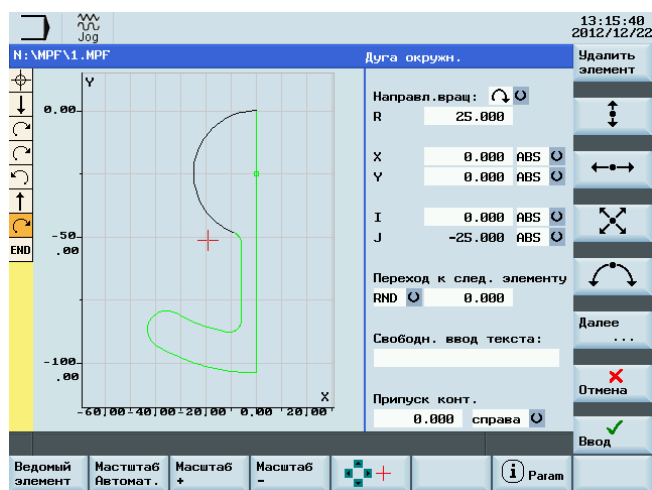 Jog
13:15:40
2012/12/22
N:\MPF\1.MPF
Дуга окружн.
Удалить
элемент
Y
0.00
-50
.00
-100
.00
X
-60.00-40.00-20.00 0.00 20.00
END
Направл.вращ:
R 25.000
X 0.000 ABS
Y 0.000 ABS
I 0.000 ABS
J -25.000 ABS
Переход к след. элементу
RND 0.000
Свободн. ввод текста:
Припуск конт.
0.000 справа
Далее
...
Отмена
Ввод
Ведомый
элемент
Мастштаб
Автомат.
Масштаб
+
Масштаб
-
i Param